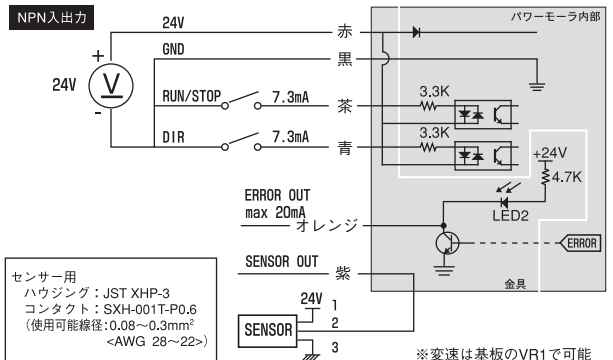 NPN入出力
パワーモーラ内部
24V
赤
GND
黒
+
24V
V
-
RUN/STOP
7.3mA
茶
3.3K
DIR
7.3mA
青
3.3K
+24V
4.7K
LED2
ERROR OUT
max 20mA
オレンジ
ERROR
SENSOR OUT
紫
金具
センサー用
ハウジング：JST XHP-3
コンタクト：SXH-001T-P0.6
（使用可能線径：0.08〜0.3mm²
<AWG 28〜22>）
24V
1
SENSOR
2
3
※変速は基板のVR1で可能